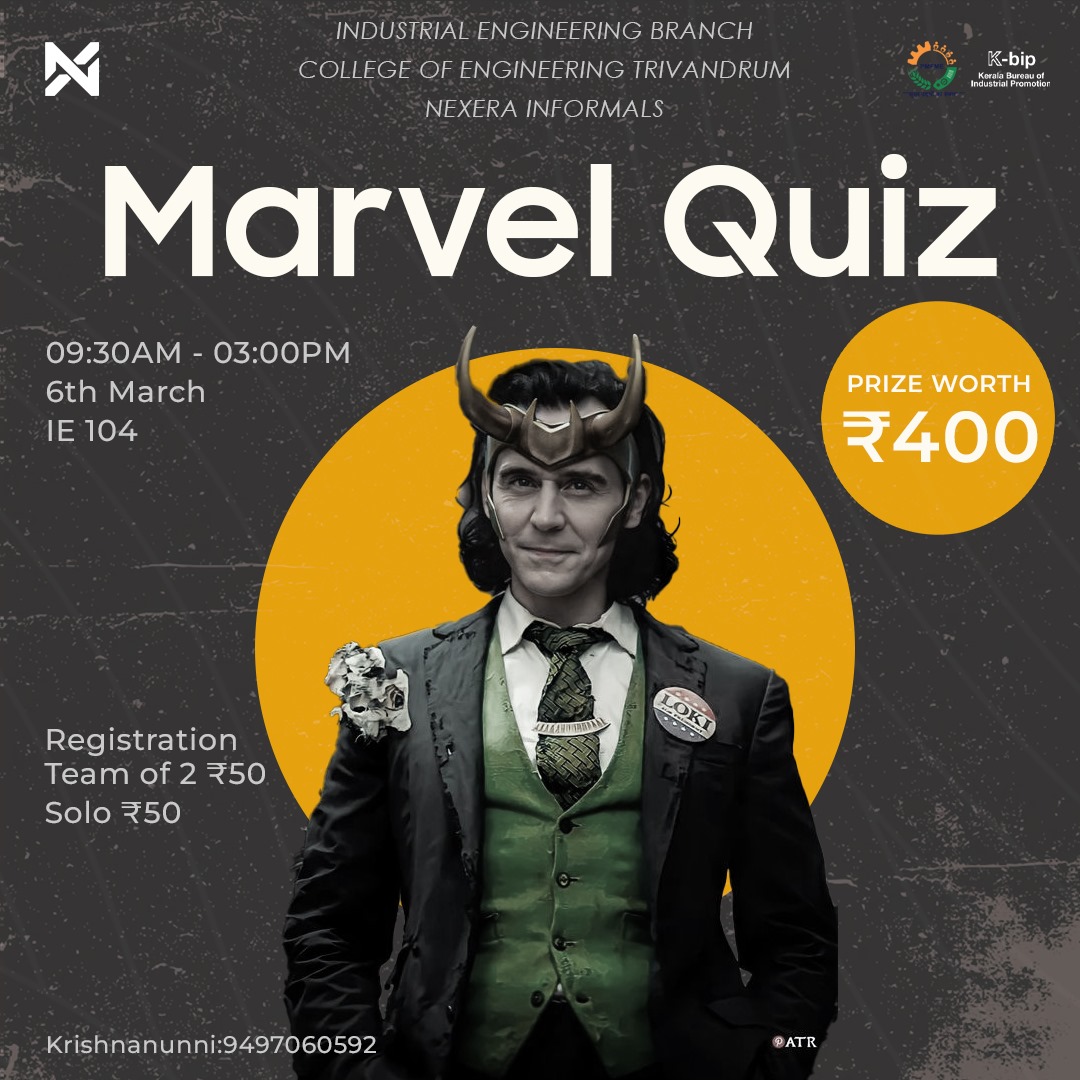 INDUSTRIAL ENGINEERING BRANCH
COLLEGE OF ENGINEERING TRIVANDRUM
NEXERA INFORMALS
K-bip
Kerala Bureau of
Industrial Promotion
Marvel Quiz
09:30AM - 03:00PM
6th March
IE 104
PRIZE WORTH
₹400
LOKI
Registration
Team of 2 ₹50
Solo ₹50
Krishnanunni:9497060592
ATR